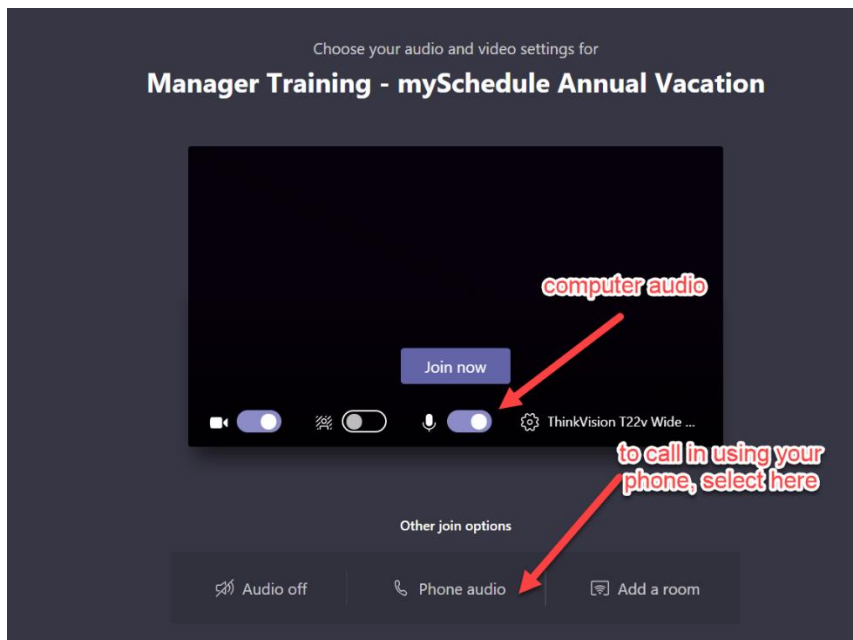 Choose your audio and video settings for
Manager Training - mySchedule Annual Vacation
computer audio
Join now
ThinkVision T22v Wide ...
to call in using your
phone, select here
Other join options
Audio off
Phone audio
Add a room